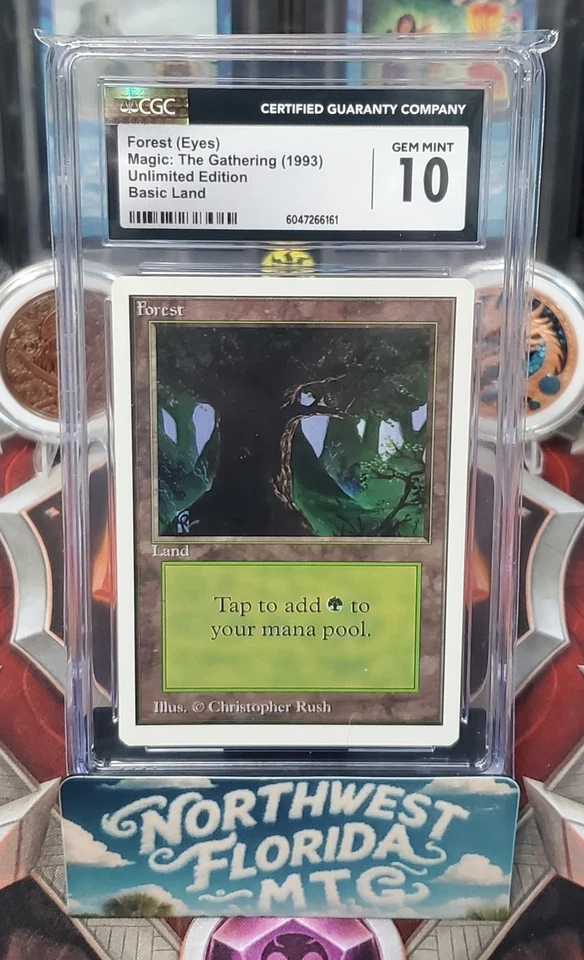 CGC
CERTIFIED GUARANTY COMPANY
Forest (Eyes)
Magic: The Gathering (1993)
Unlimited Edition
Basic Land
GEM MINT
10
6047266161
Forest
Land
Tap to add to
your mana pool.
Illus. © Christopher Rush
NORTHWEST
FLORIDA
MTG